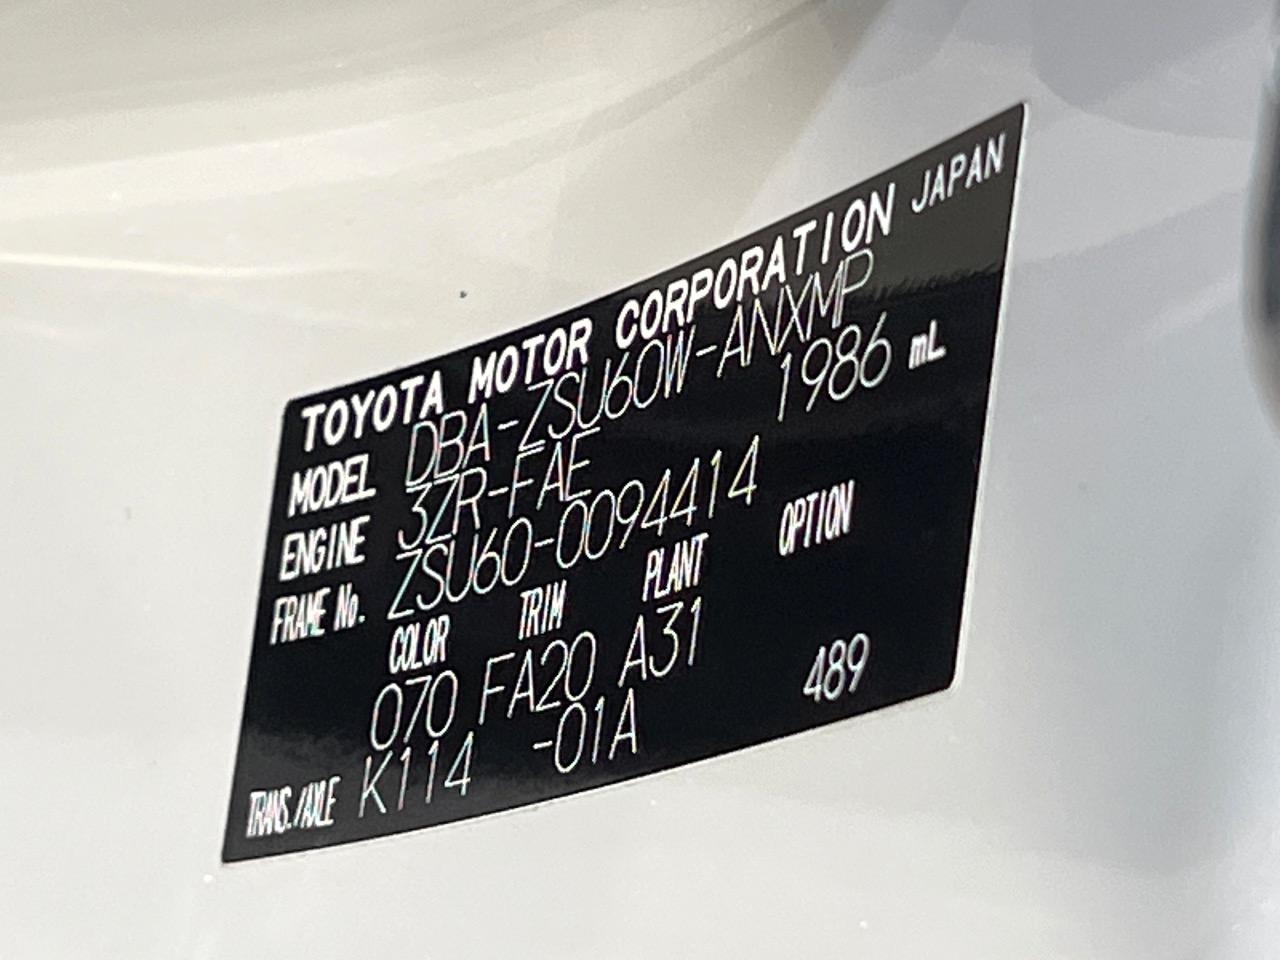 TOYOTA MOTOR CORPORATION JAPAN
MODEL DBA-ZSU60W-ANXMP
ENGINE 3ZR-FAE 1986 mL
FRAME No. ZSU60-0094414
COLOR TRIM PLANT OPTION
070 FA20 A31
TRANS./AXLE K114 -01A 489